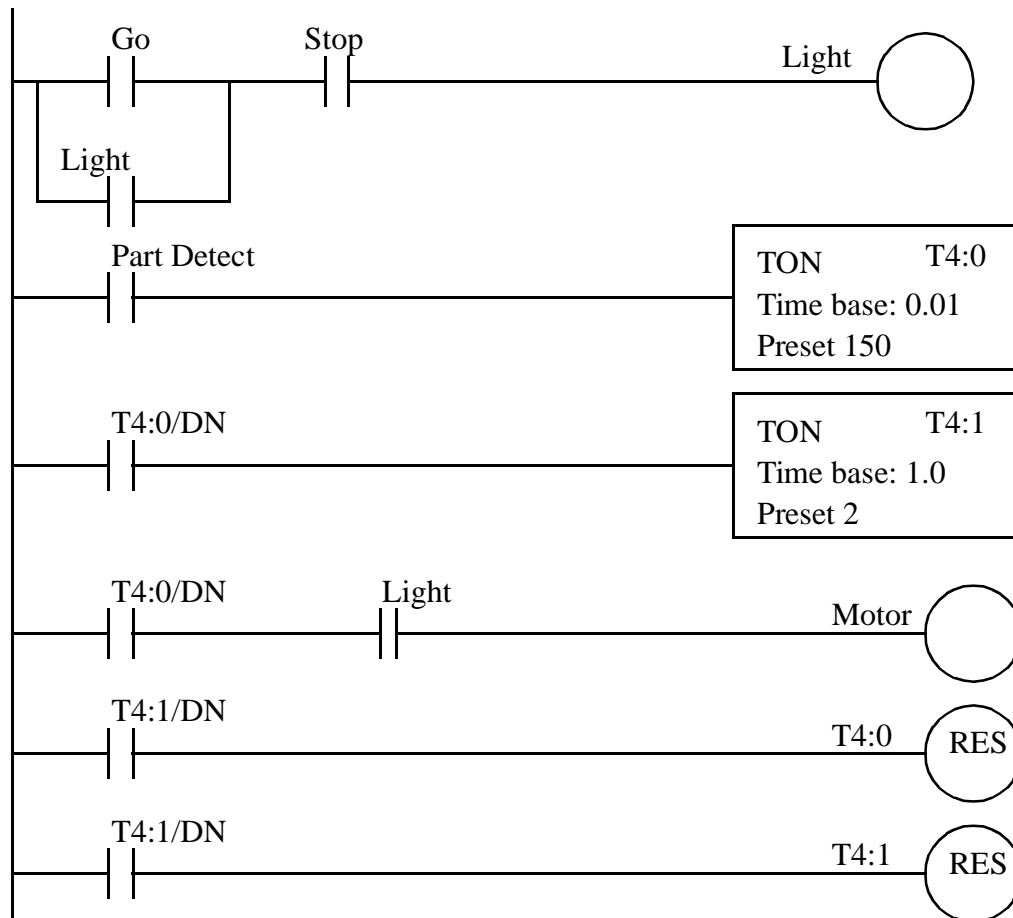 Go
Stop
Light
Light
Part Detect
TON T4:0
Time base: 0.01
Preset 150
T4:0/DN
TON T4:1
Time base: 1.0
Preset 2
T4:0/DN
Light
Motor
T4:1/DN
T4:0
RES
T4:1/DN
T4:1
RES